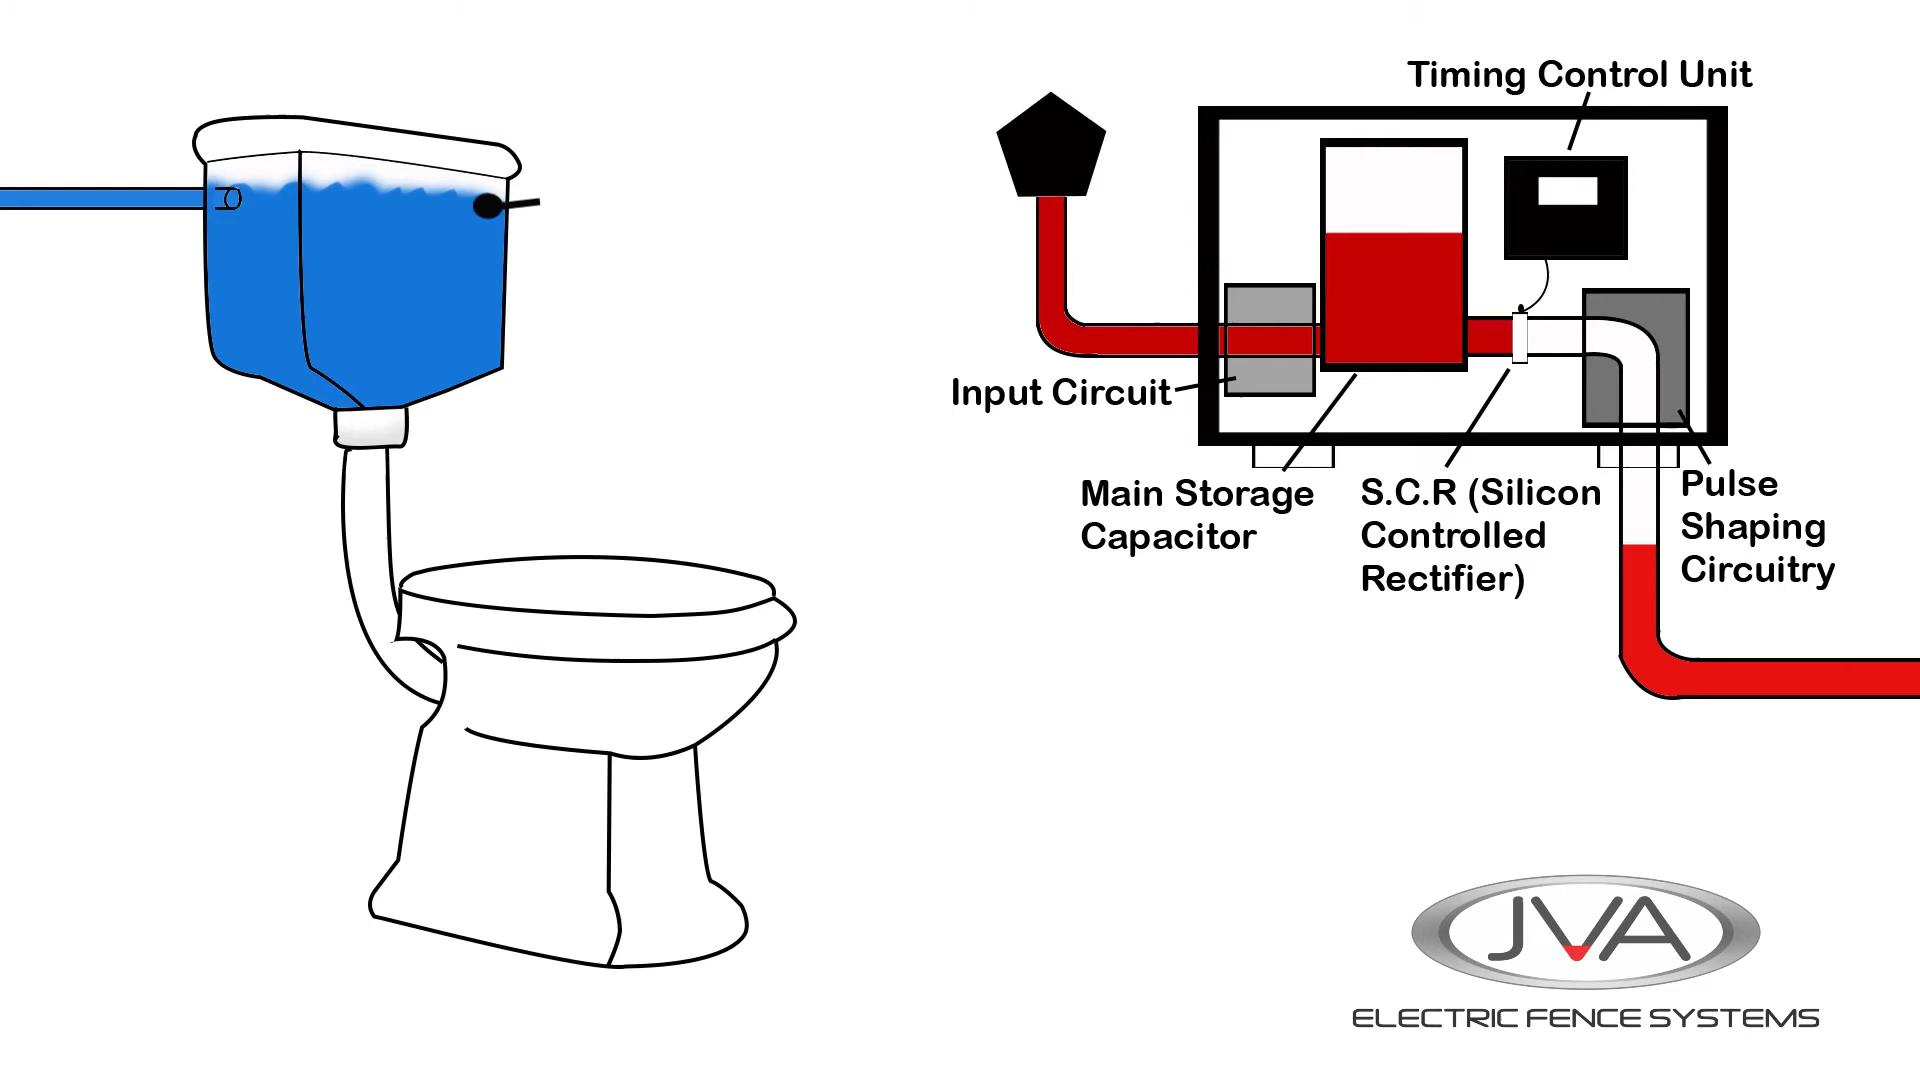 Timing Control Unit
Input Circuit
Main Storage
Capacitor
S.C.R (Silicon
Controlled
Rectifier)
Pulse
Shaping
Circuitry
JVA
ELECTRIC FENCE SYSTEMS